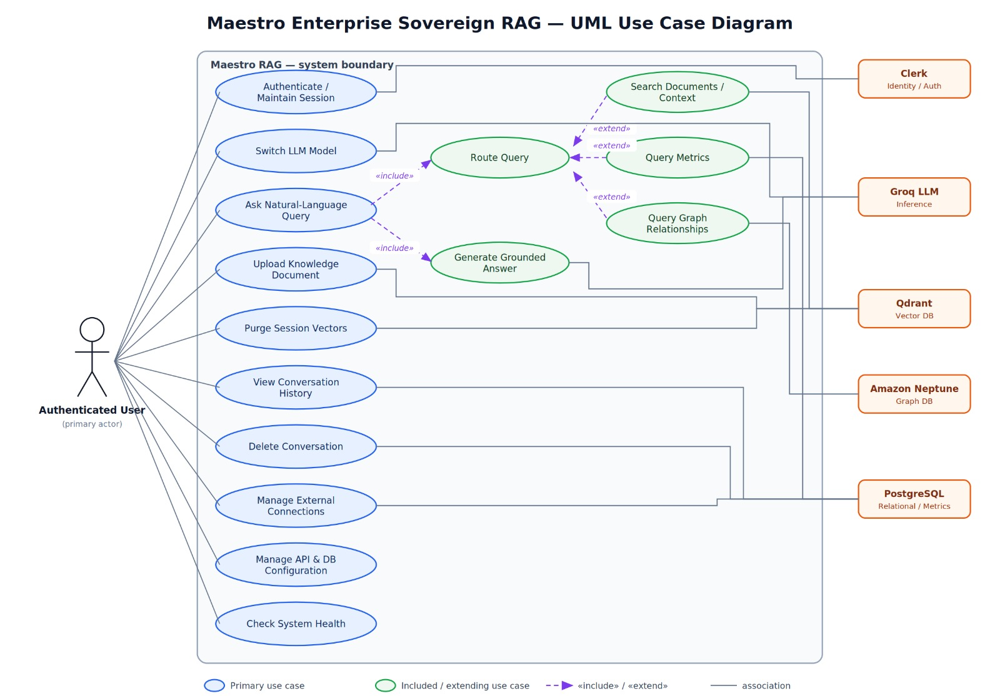 Maestro Enterprise Sovereign RAG — UML Use Case Diagram
Maestro RAG — system boundary
Authenticate /
Maintain Session
Switch LLM Model
Ask Natural-Language
Query
Upload Knowledge
Document
Purge Session Vectors
View Conversation
History
Delete Conversation
Manage External
Connections
Manage API & DB
Configuration
Check System Health
Authenticated User
(primary actor)
«include»
«include»
Route Query
Generate Grounded
Answer
«extend»
«extend»
«extend»
Search Documents /
Context
Query Metrics
Query Graph
Relationships
Clerk
Identity / Auth
Groq LLM
Inference
Qdrant
Vector DB
Amazon Neptune
Graph DB
PostgreSQL
Relational / Metrics
Primary use case
Included / extending use case
«include» / «extend»
association